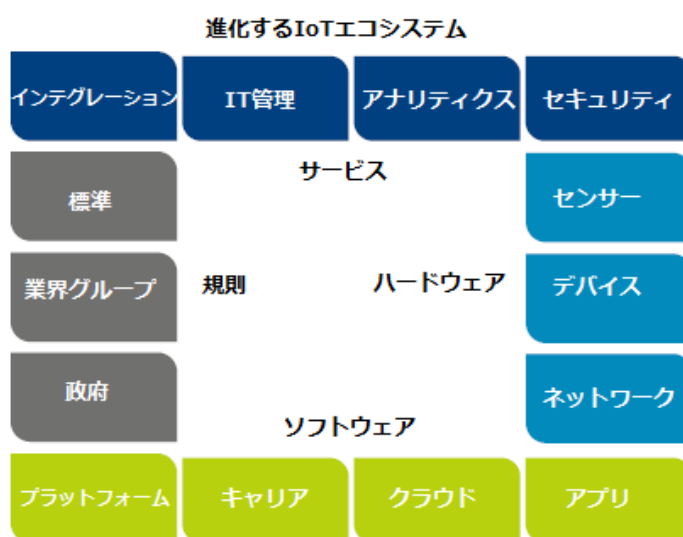 進化するIoTエコシステム
インテグレーション
IT管理
アナリティクス
セキュリティ
サービス
標準
センサー
業界グループ
規則
ハードウェア
デバイス
政府
ネットワーク
ソフトウェア
プラットフォーム
キャリア
クラウド
アプリ